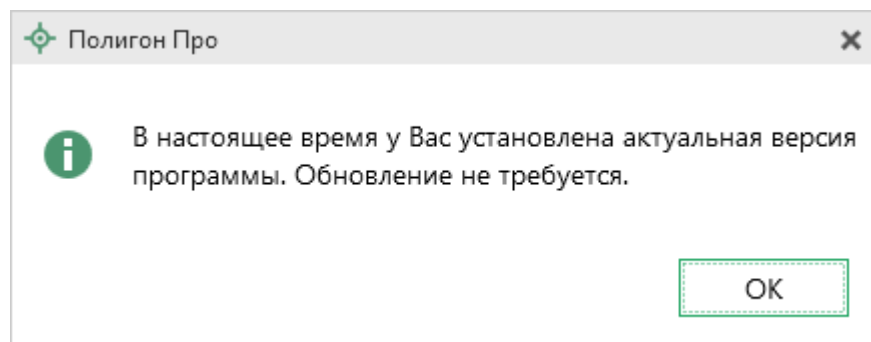 Полигон Про
В настоящее время у Вас установлена актуальная версия
программы. Обновление не требуется.
OK